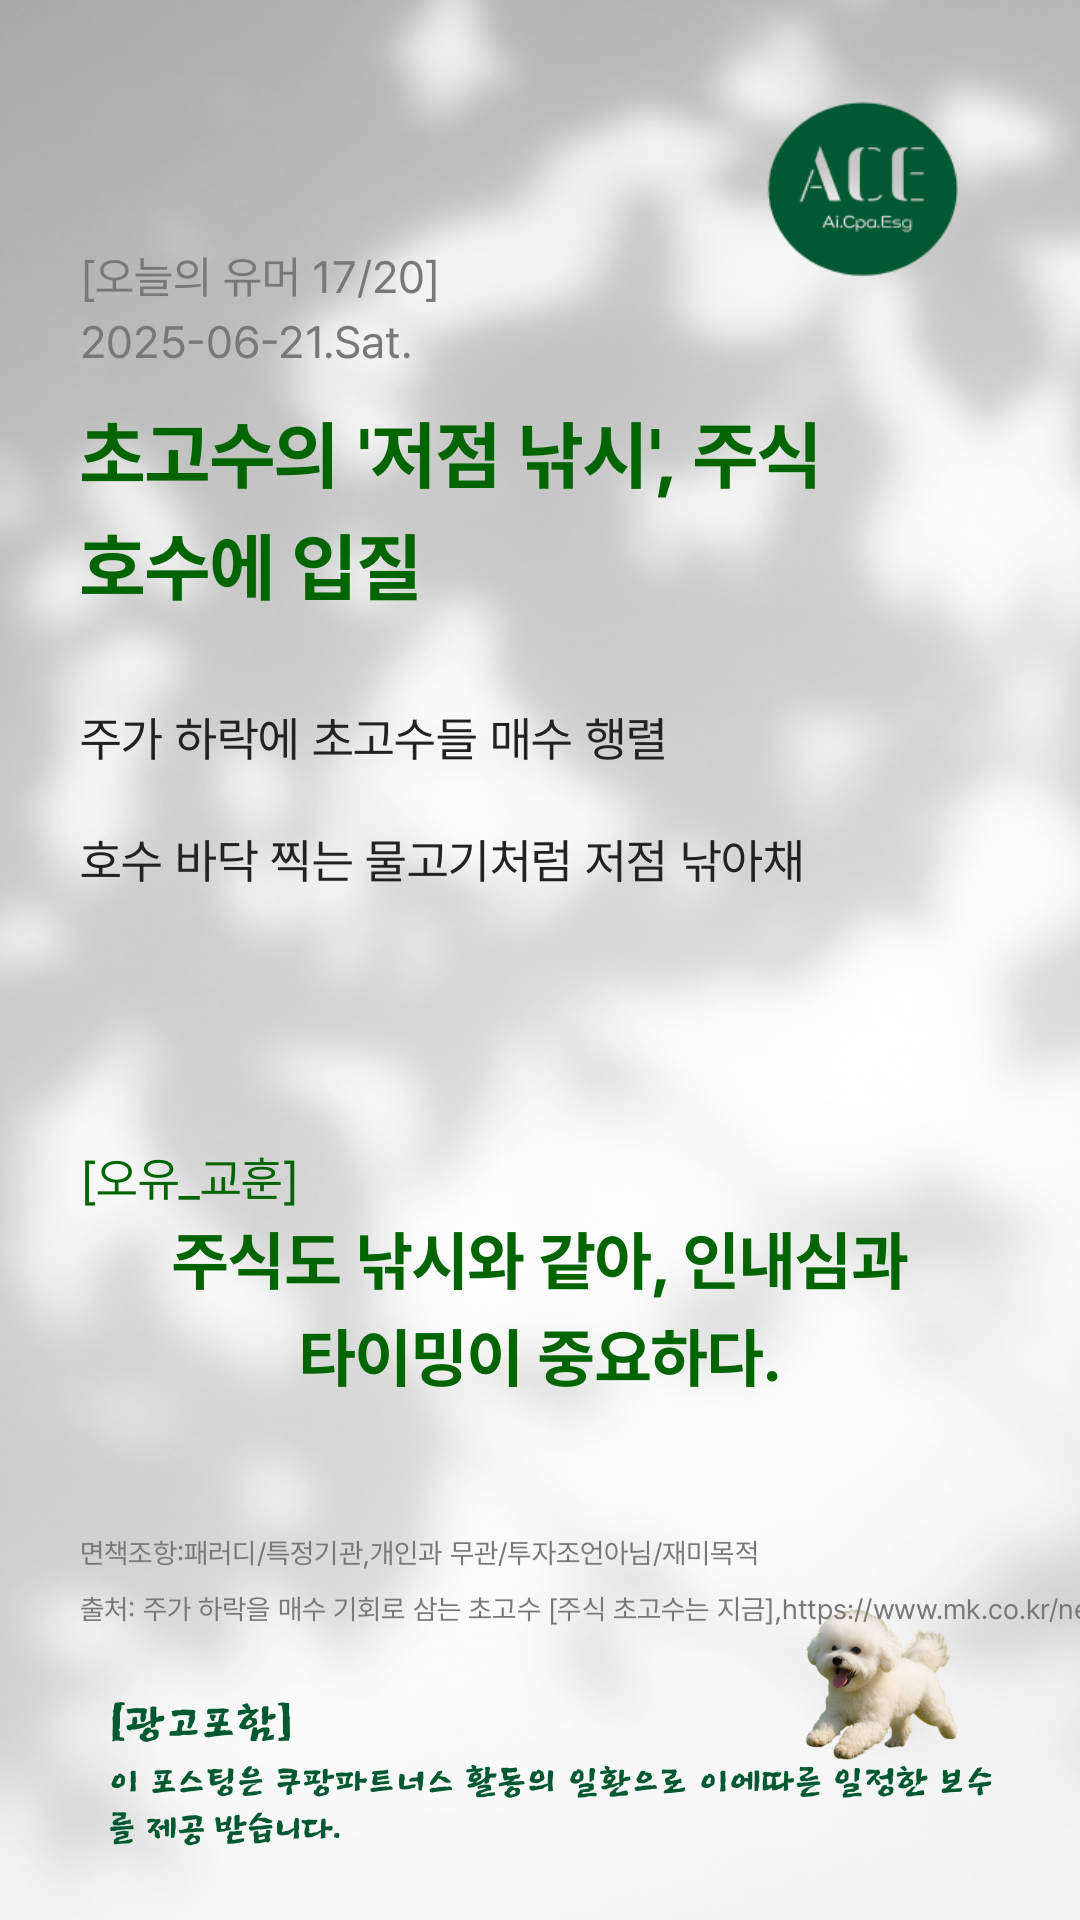 ACE
Ai.Cpa.Esg
[오늘의 유머 17/20]
2025-06-21.Sat.
초고수의 '저점 낚시', 주식
호수에 입질
주가 하락에 초고수들 매수 행렬
호수 바닥 찍는 물고기처럼 저점 낚아채
[오유_교훈]
주식도 낚시와 같아, 인내심과
타이밍이 중요하다.
면책조항:패러디/특정기관,개인과 무관/투자조언아님/재미목적
출처: 주가 하락을 매수 기회로 삼는 초고수 [주식 초고수는 지금],https://www.mk.co.kr/ne
[광고포함]
이 포스팅은 쿠팡파트너스 활동의 일환으로 이에따른 일정한 보수
를 제공 받습니다.